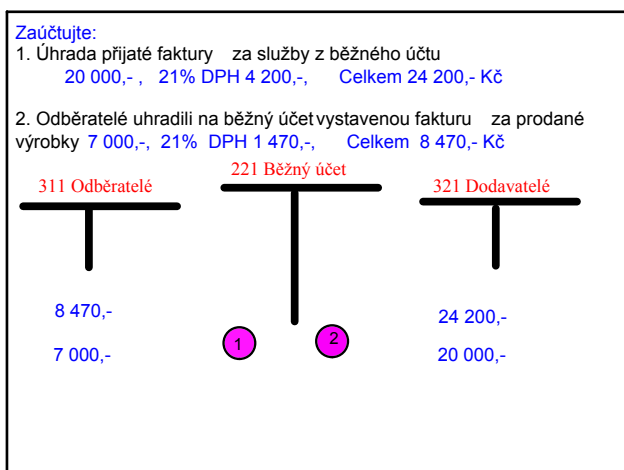 Zaúčtujte:
1. Úhrada přijaté faktury za služby z běžného účtu
20 000,- , 21% DPH 4 200,-, Celkem 24 200,- Kč
2. Odběratelé uhradili na běžný účet vystavenou fakturu za prodané
výrobky 7 000,-, 21% DPH 1 470,-, Celkem 8 470,- Kč
311 Odběratelé
221 Běžný účet
321 Dodavatelé
8 470,-
24 200,-
7 000,-
1
2
20 000,-